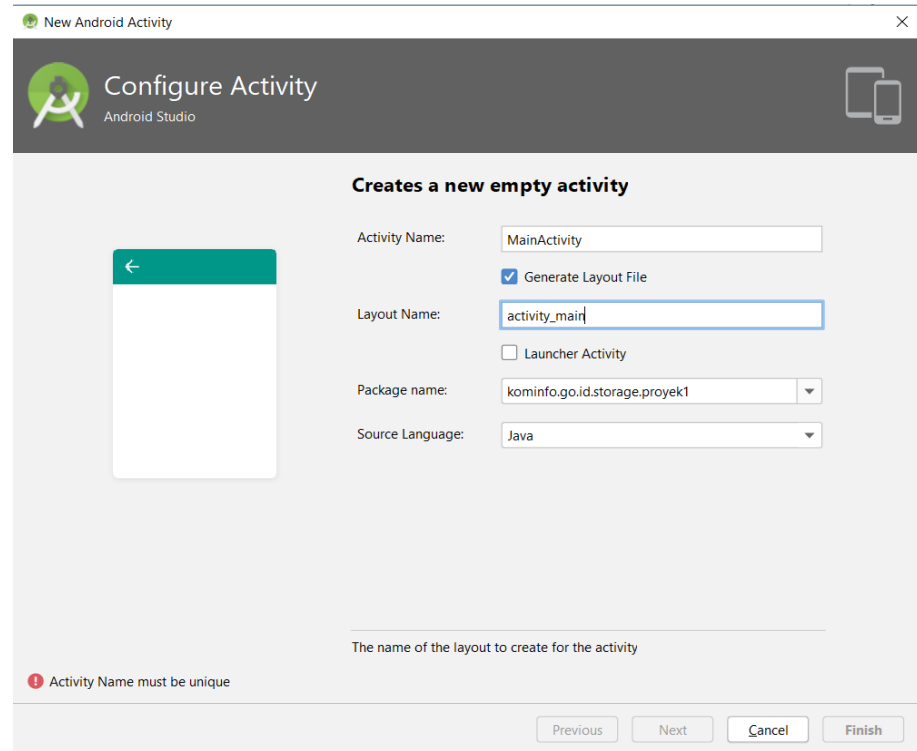 New Android Activity
Configure Activity
Android Studio
Creates a new empty activity
Activity Name:
MainActivity
Generate Layout File
Layout Name:
activity_main
Launcher Activity
Package name:
kominfo.go.id.storage.proyek1
Source Language:
Java
The name of the layout to create for the activity
Activity Name must be unique
Previous
Next
Cancel
Finish